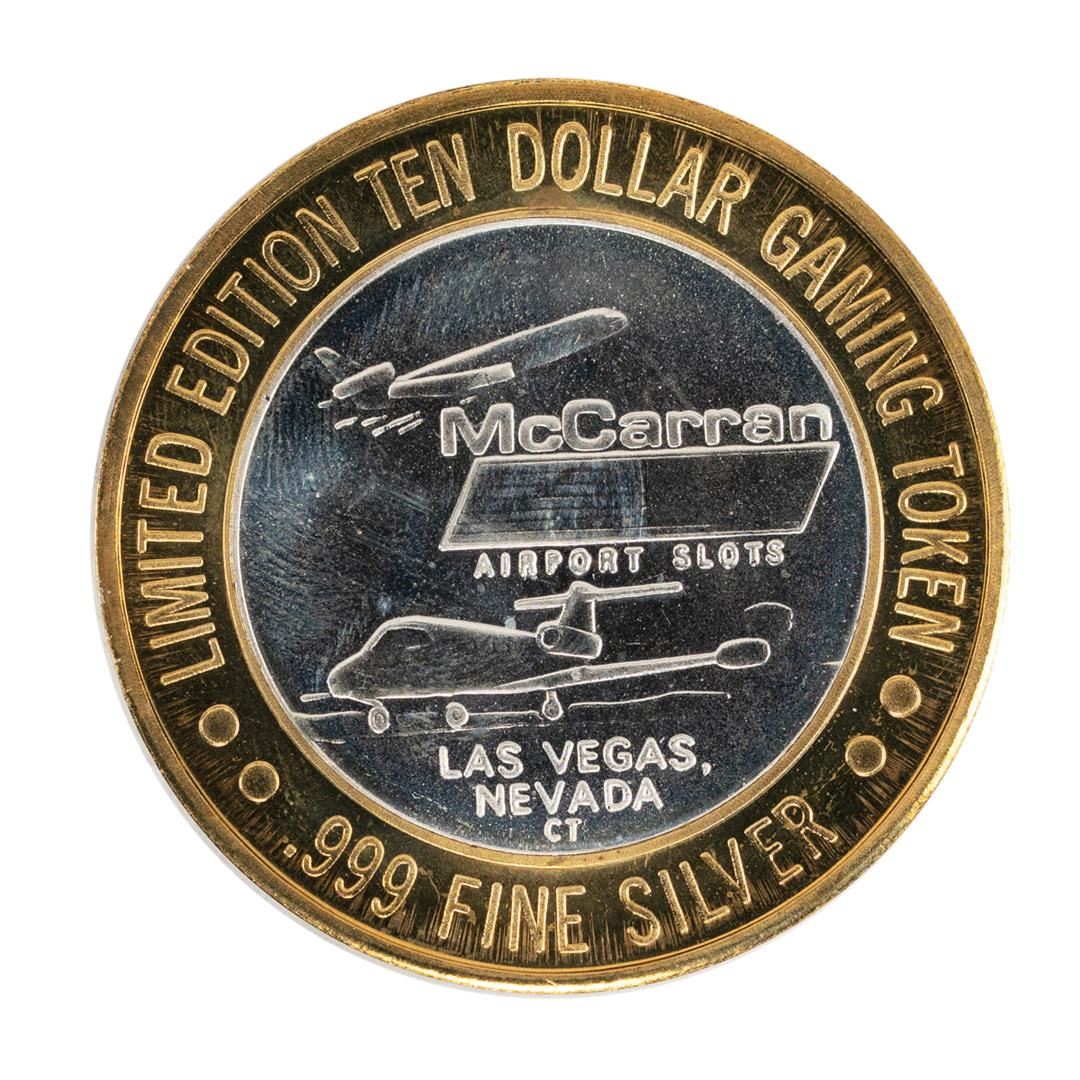 LIMITED EDITION TEN DOLLAR GAMING TOKEN
McCarran
AIRPORT SLOTS
LAS VEGAS,
NEVADA
CT
.999 FINE SILVER